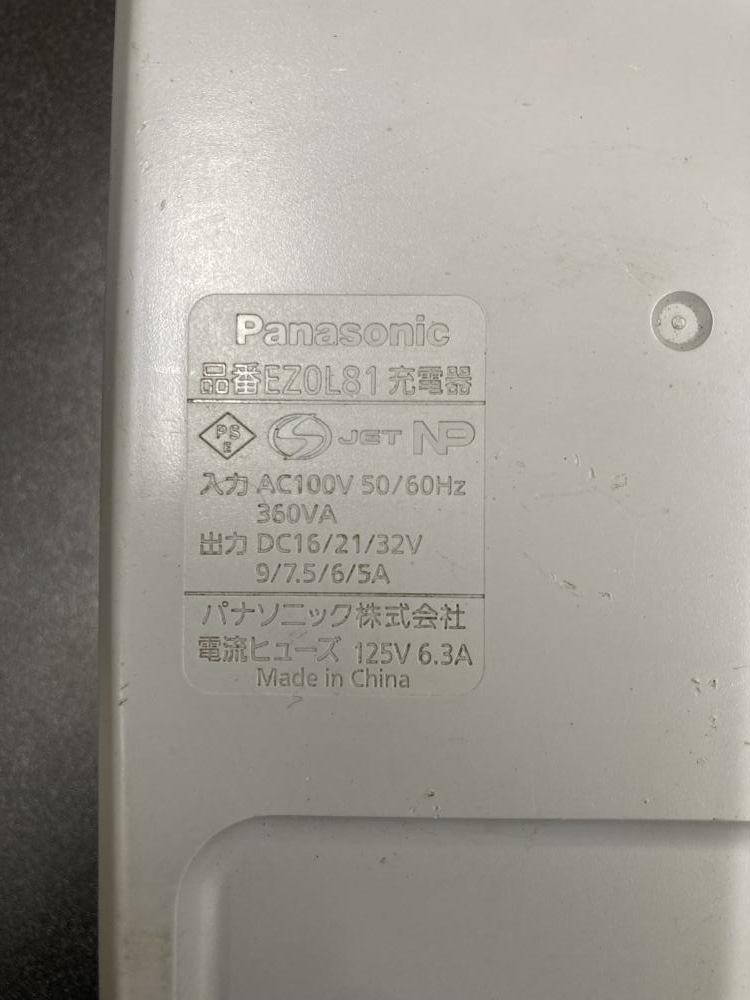 Panasonic
品番EZ0L81 充電器
PS E JET NP
入力 AC100V 50/60Hz
360VA
出力 DC16/21/32V
9/7.5/6/5A
パナソニック株式会社
電流ヒューズ 125V 6.3A
Made in China